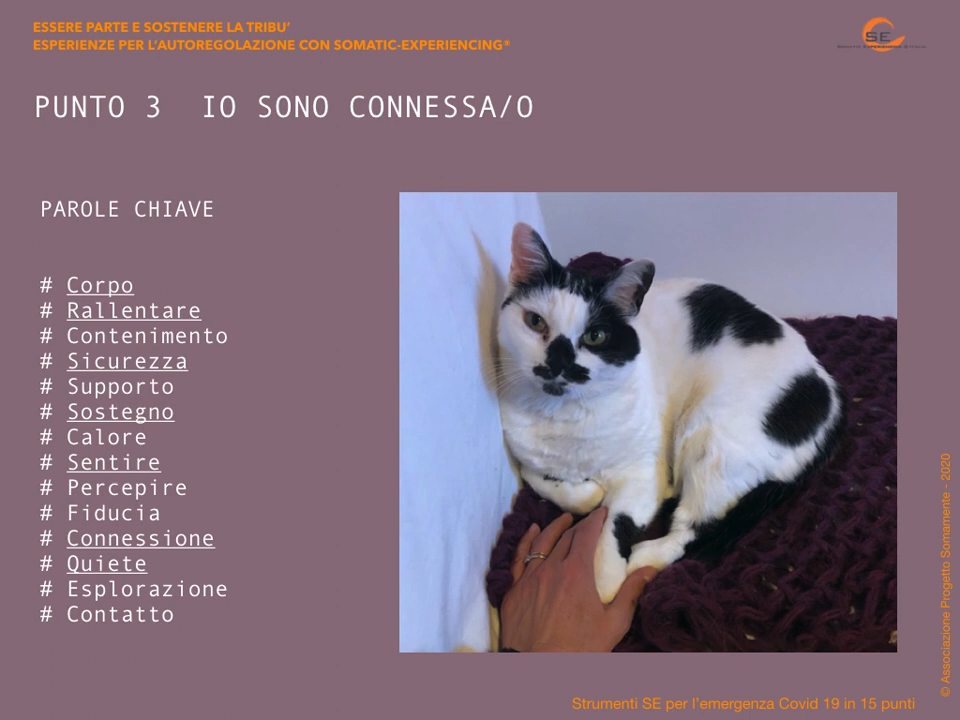 ESSERE PARTE E SOSTENERE LA TRIBU'
ESPERIENZE PER L'AUTOREGOLAZIONE CON SOMATIC-EXPERIENCING*
SE
PUNTO 3 IO SONO CONNESSA/O
PAROLE CHIAVE
# Corpo
# Rallentare
# Contenimento
# Sicurezza
# Supporto
# Sostegno
# Calore
# Sentire
# Percepire
# Fiducia
# Connessione
# Quiete
# Esplorazione
# Contatto
© Associazione Progetto Somamente - 2020
Strumenti SE per l'emergenza Covid 19 in 15 punti